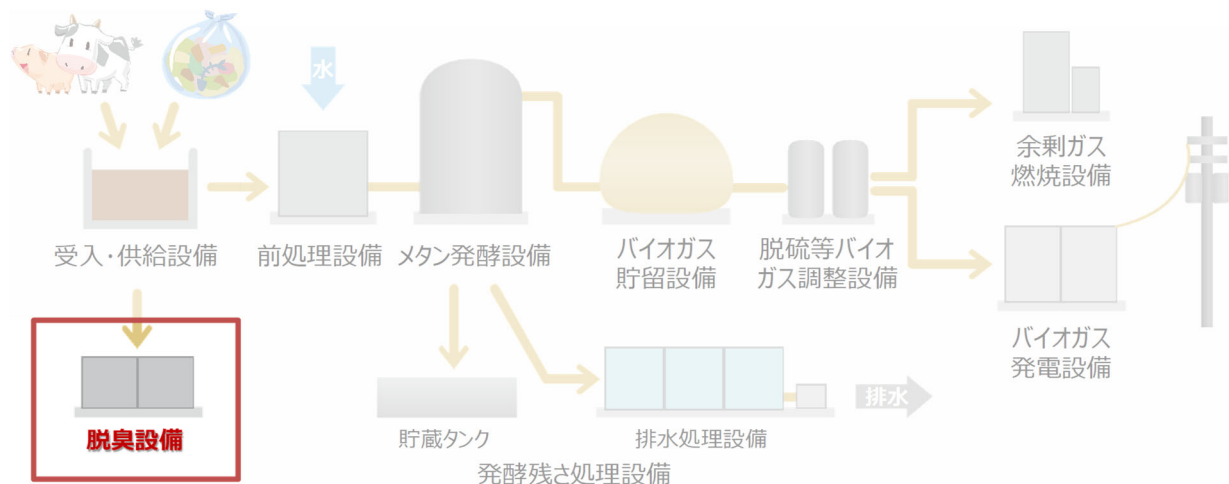 水
余剰ガス
燃焼設備
受入・供給設備
前処理設備
メタン発酵設備
バイオガス
貯留設備
脱硫等バイオ
ガス調整設備
バイオガス
発電設備
脱臭設備
貯蔵タンク
排水処理設備
排水
発酵残さ処理設備